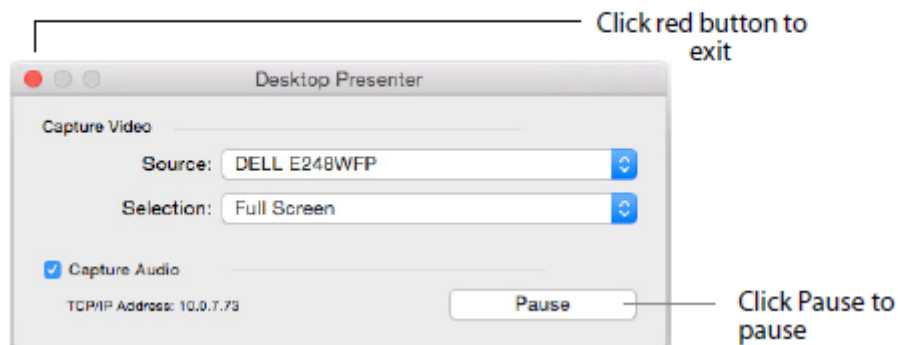 Click red button to
exit
Desktop Presenter
Capture Video
Source: DELL E248WFP
Selection: Full Screen
Capture Audio
TCP/IP Address: 10.0.7.73
Pause
Click Pause to
pause